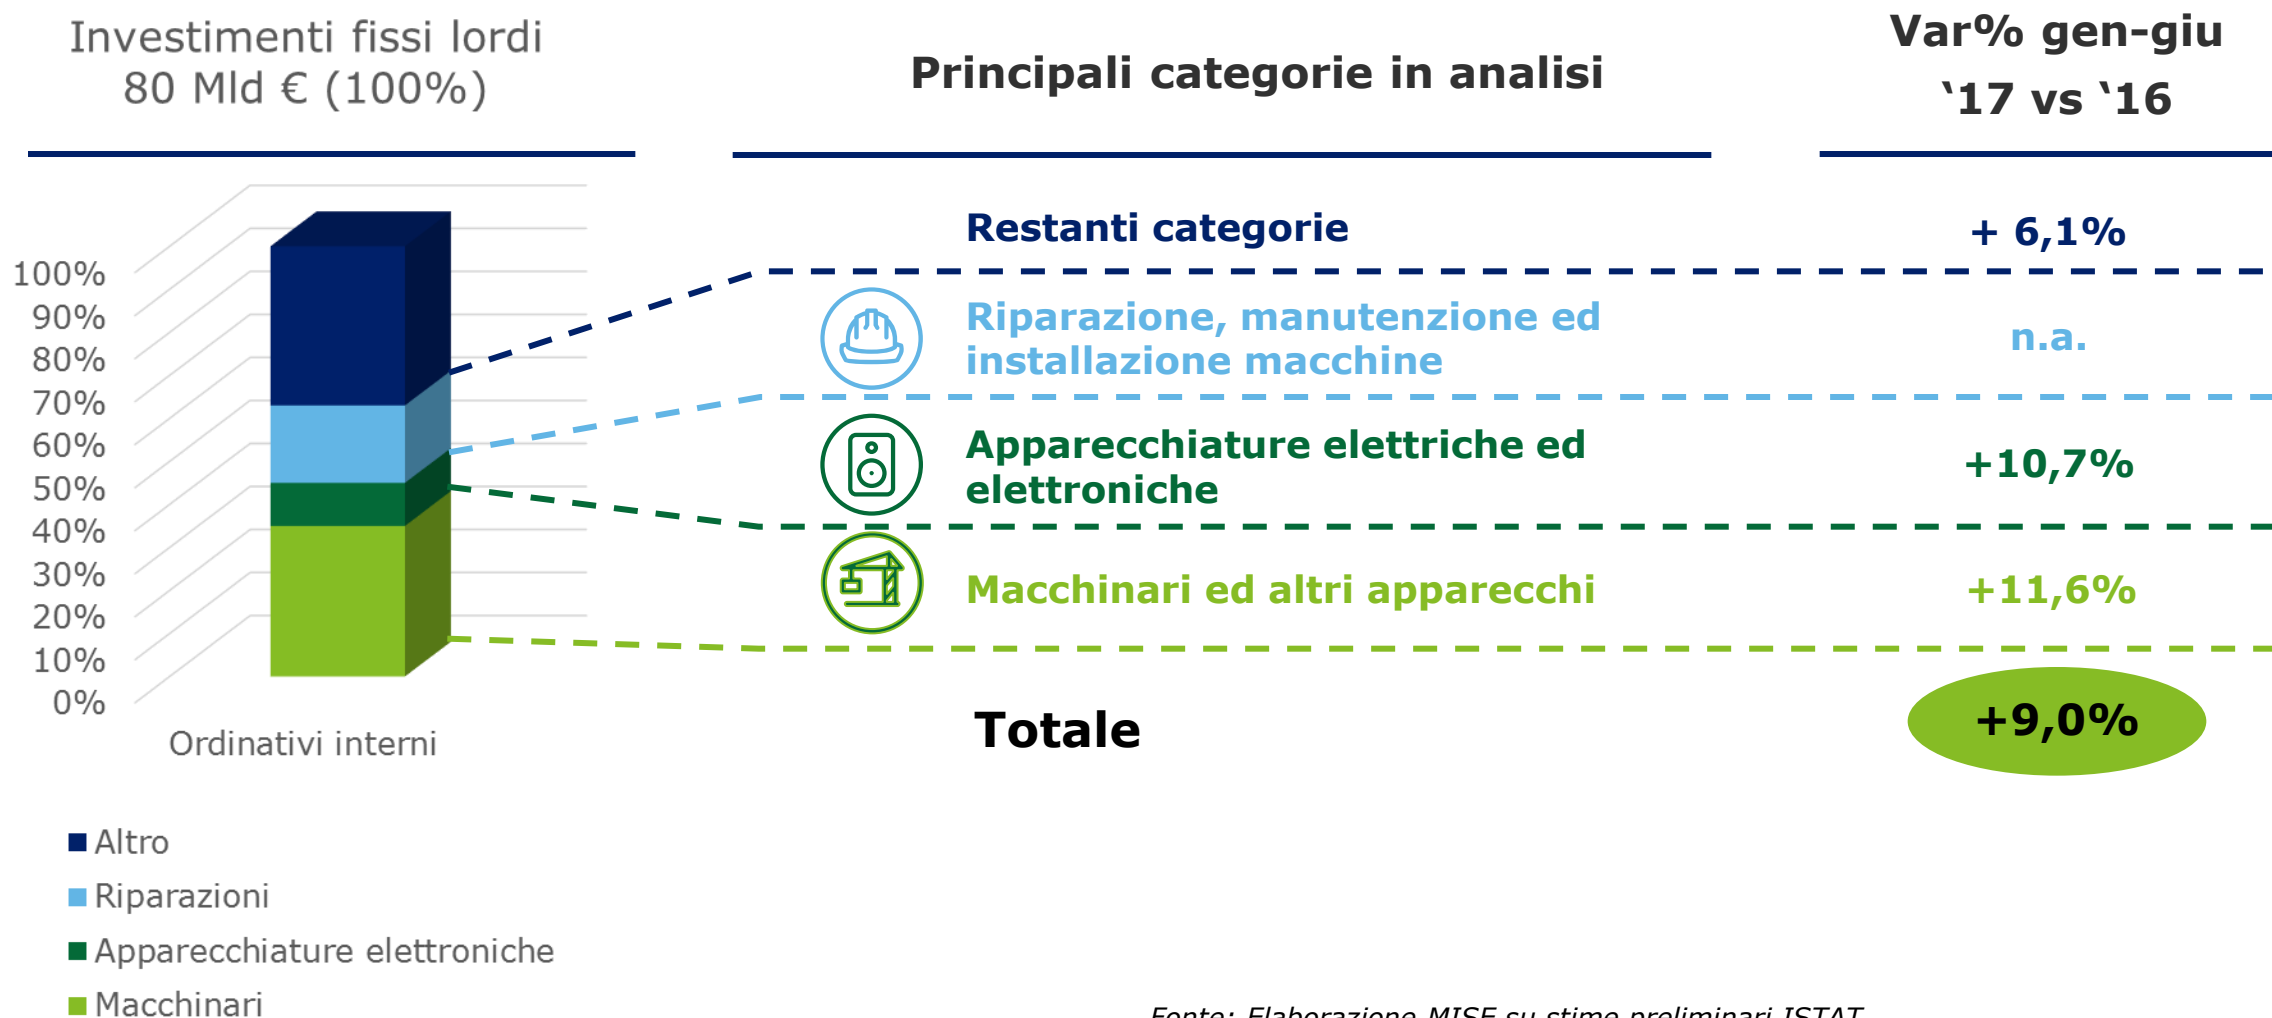 Investimenti fissi lordi
80 Mld € (100%)
Principali categorie in analisi
Var% gen-giu
‘17 vs ‘16
100%
90%
80%
70%
60%
50%
40%
30%
20%
10%
0%
Ordinativi interni
Restanti categorie
+ 6,1%
Riparazione, manutenzione ed
installazione macchine
n.a.
Apparecchiature elettriche ed
elettroniche
+10,7%
Macchinari ed altri apparecchi
+11,6%
Totale
+9,0%
Altro
Riparazioni
Apparecchiature elettroniche
Macchinari
Fonte: Elaborazione MISE su stime preliminari ISTAT